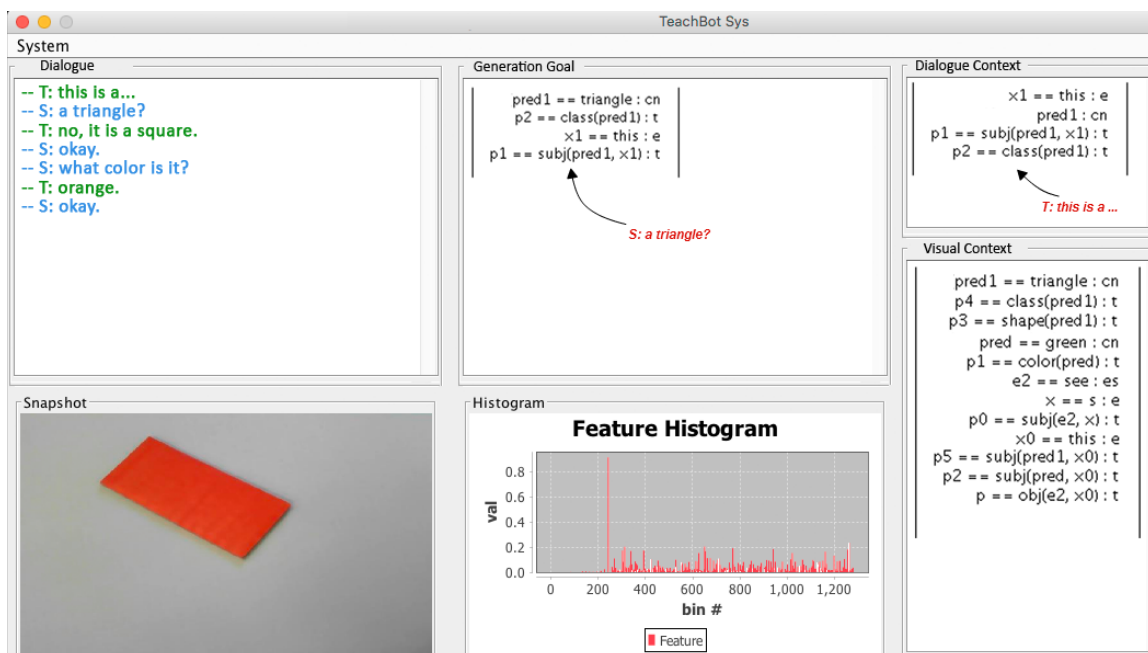 TeachBot Sys
System
Dialogue
-- T: this is a...
-- S: a triangle?
-- T: no, it is a square.
-- S: okay.
-- S: what color is it?
-- T: orange.
-- S: okay.
Generation Goal
pred1 == triangle : cn
p2 == class(pred1) : t
x1 == this : e
p1 == subj(pred1, x1) : t
S: a triangle?
Dialogue Context
x1 == this : e
pred1 : cn
p1 == subj(pred1, x1) : t
p2 == class(pred1) : t
T: this is a ...
Visual Context
pred1 == triangle : cn
p4 == class(pred1) : t
p3 == shape(pred1) : t
pred == green : cn
p1 == color(pred) : t
e2 == see : es
x == s : e
p0 == subj(e2, x) : t
x0 == this : e
p5 == subj(pred1, x0) : t
p2 == subj(pred, x0) : t
p == obj(e2, x0) : t
Snapshot
Histogram
Feature Histogram
val
0.8
0.6
0.4
0.2
0.0
0 200 400 600 800 1,000 1,200
bin #
Feature